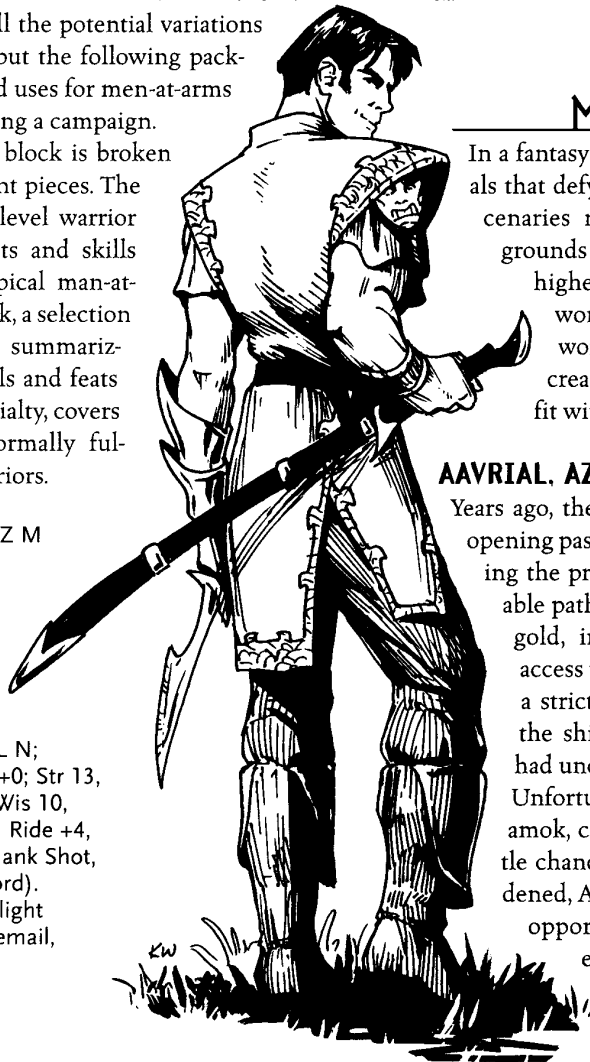 ll the potential variations
but the following pack-
d uses for men-at-arms
ng a campaign.
block is broken
nt pieces. The
level warrior
ts and skills
pical man-at-
k, a selection
summariz-
ls and feats
ialty, covers
ormally ful-
riors.
Z M
L N;
+0; Str 13,
Wis 10,
Ride +4,
ank Shot,
ord).
light
email,
KW
M
In a fantasy
als that defy
cenaries
grounds
highe
wor
wo
crea
fit wi
AAVRIAL, AZ
Years ago, the
opening pas
ing the pr
able path
gold, i
access
a strict
the shi
had und
Unfortu
amok, c
tle chane
dened, A
oppor
e